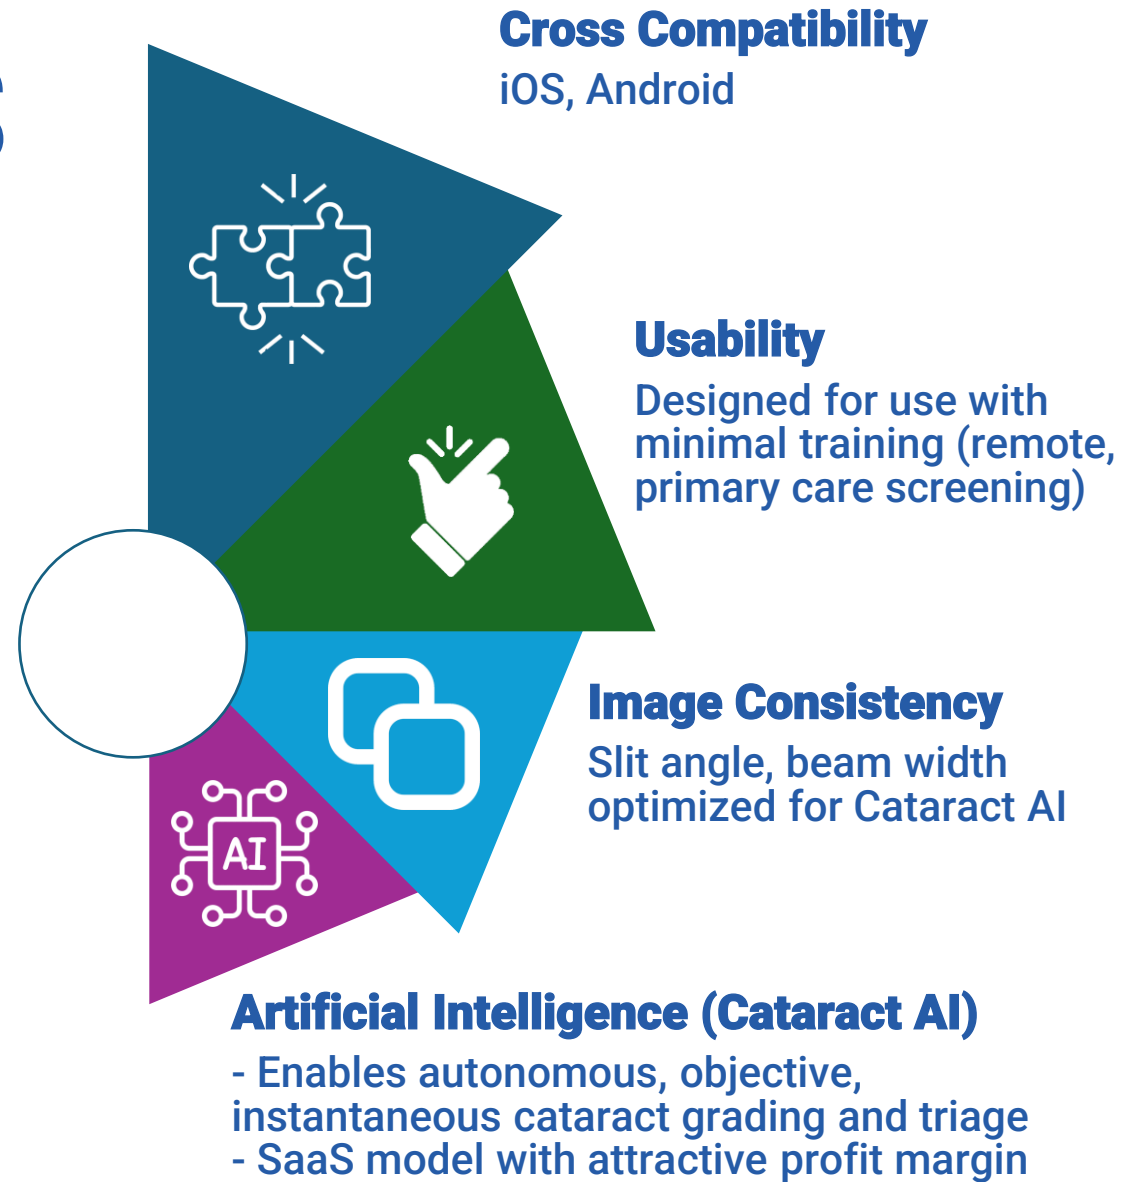 Cross Compatibility
iOS, Android
Usability
Designed for use with
minimal training (remote,
primary care screening)
Image Consistency
Slit angle, beam width
optimized for Cataract AI
AI
Artificial Intelligence (Cataract AI)
- Enables autonomous, objective,
instantaneous cataract grading and triage
- SaaS model with attractive profit margin